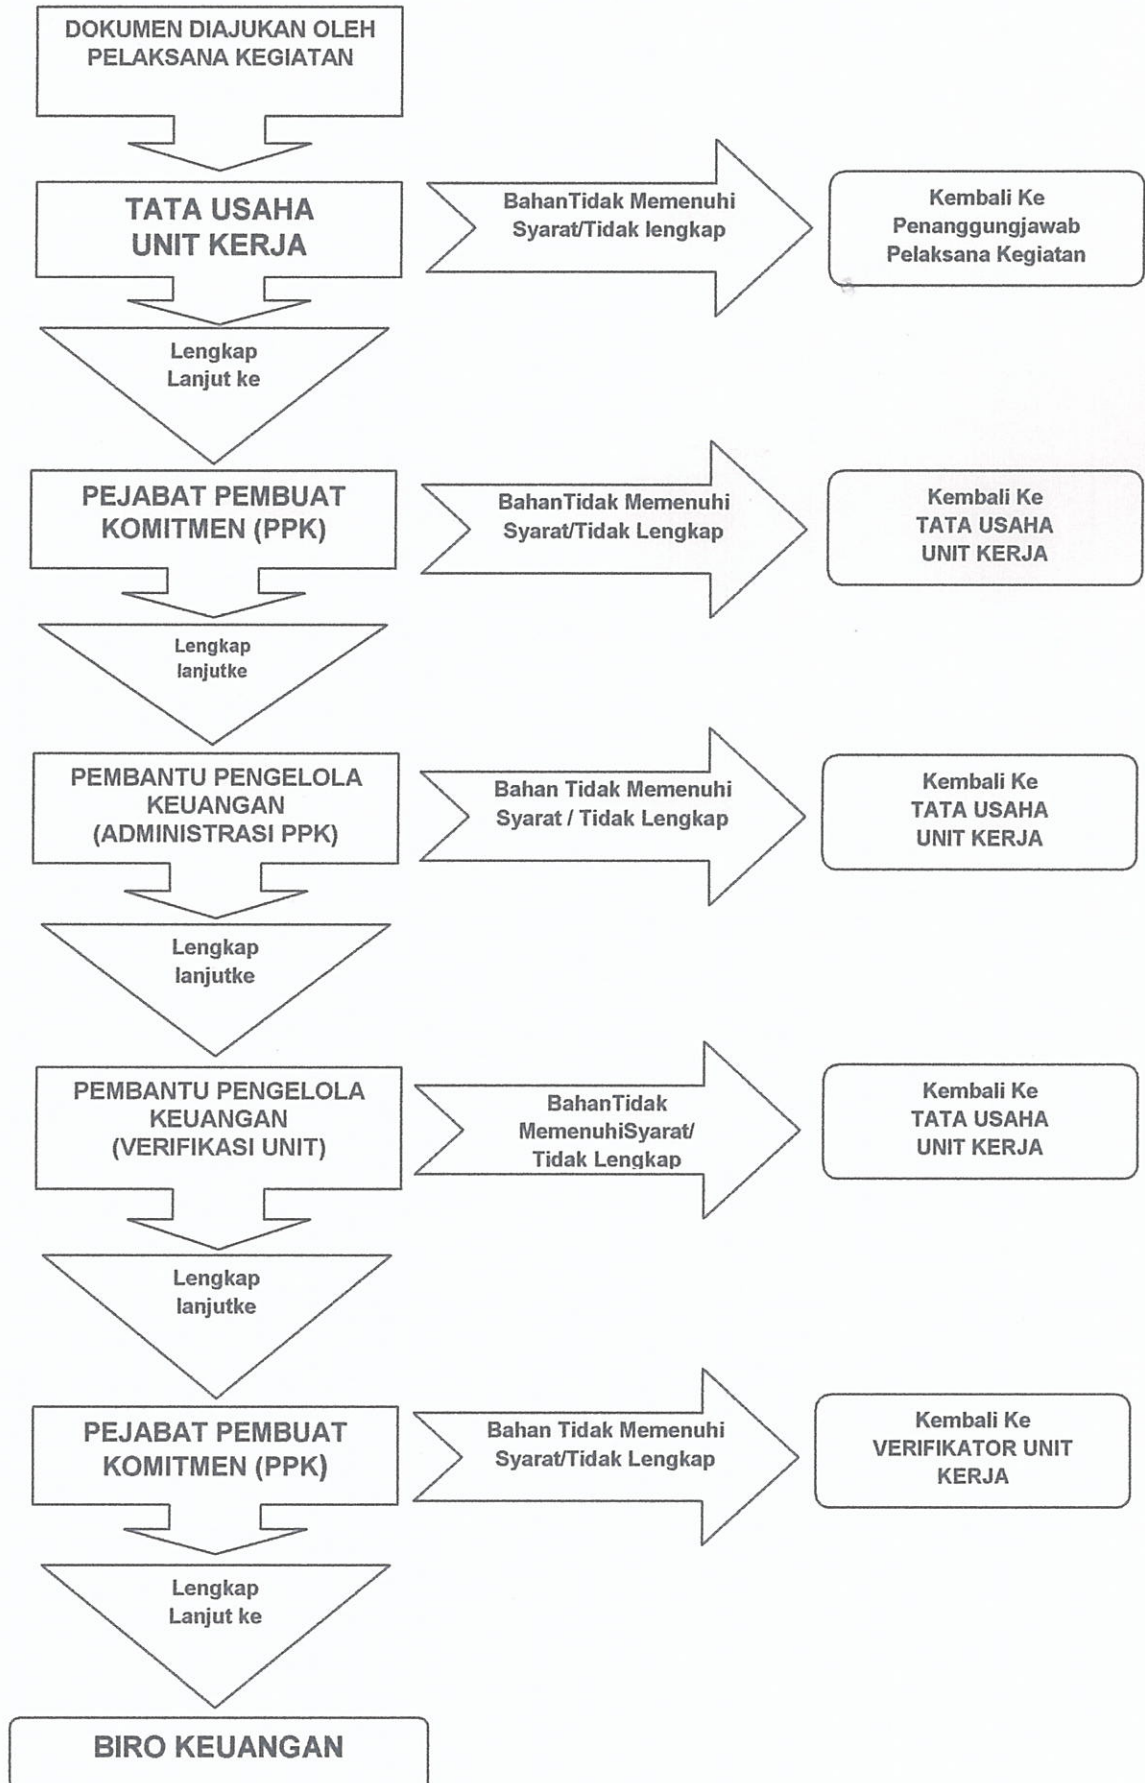 DOKUMEN DIAJUKAN OLEH
PELAKSANA KEGIATAN
TATA USAHA
UNIT KERJA
BahanTidak Memenuhi
Syarat/Tidak lengkap
Kembali Ke
Penanggungjawab
Pelaksana Kegiatan
Lengkap
Lanjut ke
PEJABAT PEMBUAT
KOMITMEN (PPK)
BahanTidak Memenuhi
Syarat/Tidak Lengkap
Kembali Ke
TATA USAHA
UNIT KERJA
Lengkap
lanjutke
PEMBANTU PENGELOLA
KEUANGAN
(ADMINISTRASI PPK)
Bahan Tidak Memenuhi
Syarat / Tidak Lengkap
Kembali Ke
TATA USAHA
UNIT KERJA
Lengkap
lanjutke
PEMBANTU PENGELOLA
KEUANGAN
(VERIFIKASI UNIT)
BahanTidak
MemenuhiSyarat/
Tidak Lengkap
Kembali Ke
TATA USAHA
UNIT KERJA
Lengkap
lanjutke
PEJABAT PEMBUAT
KOMITMEN (PPK)
Bahan Tidak Memenuhi
Syarat/Tidak Lengkap
Kembali Ke
VERIFIKATOR UNIT
KERJA
Lengkap
Lanjut ke
BIRO KEUANGAN